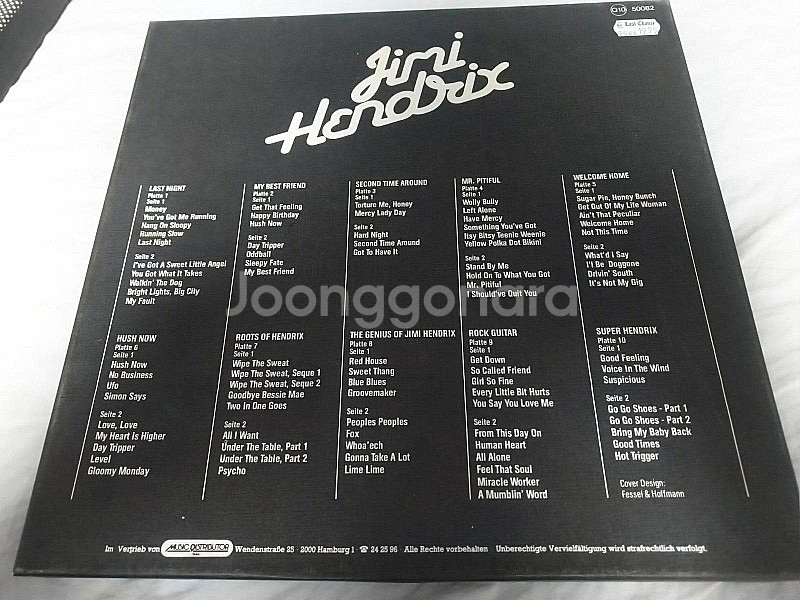 Q10 50082
Jimi
Hendrix
LAST NIGHT
Platte 1
Seite 1
Money
You've Got Me Running
Hang On Sloopy
Running Slow
Last Night
Seite 2
I've Got A Sweet Little Angel
You Got What It Takes
Walkin' The Dog
Bright Lights, Big City
My Fault
MY BEST FRIEND
Platte 2
Seite 1
Get That Feeling
Happy Birthday
Hush Now
Seite 2
Day Tripper
Oddball
Sleepy Fate
My Best Friend
SECOND TIME AROUND
Platte 3
Seite 1
Torture Me, Honey
Mercy Lady Day
Seite 2
Hard Night
Second Time Around
Got To Have It
MR. PITIFUL
Platte 4
Seite 1
Wolly Bully
Left Alone
Have Mercy
Something You've Got
Itsy Bitsy Teenie Weenie
Yellow Polka Dot Bikini
Seite 2
Stand By Me
Hold On To What You Got
Mr. Pitiful
I Should've Quit You
WELCOME HOME
Platte 5
Seite 1
Sugar Pie, Honey Bunch
Get Out Of My Life Woman
Ain't That Peculiar
Welcome Home
Not This Time
Seite 2
What'd I Say
I'll Be Doggone
Drivin' South
It's Not My Gig
Joonggonara
HUSH NOW
Platte 6
Seite 1
Hush Now
No Business
Ufo
Simon Says
Seite 2
Love, Love
My Heart Is Higher
Day Tripper
Level
Gloomy Monday
ROOTS OF HENDRIX
Platte 7
Seite 1
Wipe The Sweat
Wipe The Sweat, Seque 1
Wipe The Sweat, Seque 2
Goodbye Bessie Mae
Two In One Goes
Seite 2
All I Want
Under The Table, Part 1
Under The Table, Part 2
Psycho
THE GENIUS OF JIMI HENDRIX
Platte 8
Seite 1
Red House
Sweet Thang
Blue Blues
Groovemaker
Seite 2
Peoples Peoples
Fox
Whoa'ech
Gonna Take A Lot
Lime Lime
ROCK GUITAR
Platte 9
Seite 1
Get Down
So Called Friend
Girl So Fine
Every Little Bit Hurts
You Say You Love Me
Seite 2
From This Day On
Human Heart
All Alone
Feel That Soul
Miracle Worker
A Mumblin' Word
SUPER HENDRIX
Platte 10
Seite 1
Good Feeling
Voice In The Wind
Suspicious
Seite 2
Go Go Shoes - Part 1
Go Go Shoes - Part 2
Bring My Baby Back
Good Times
Hot Trigger
Cover Design:
Fessel & Hoffmann
Im Vertrieb von MUSIC DISTRIBUTOR Wendenstraße 25 · 2000 Hamburg 1 · ☎ 24 25 96 · Alle Rechte vorbehalten · Unberechtigte Vervielfältigung wird strafrechtlich verfolgt.